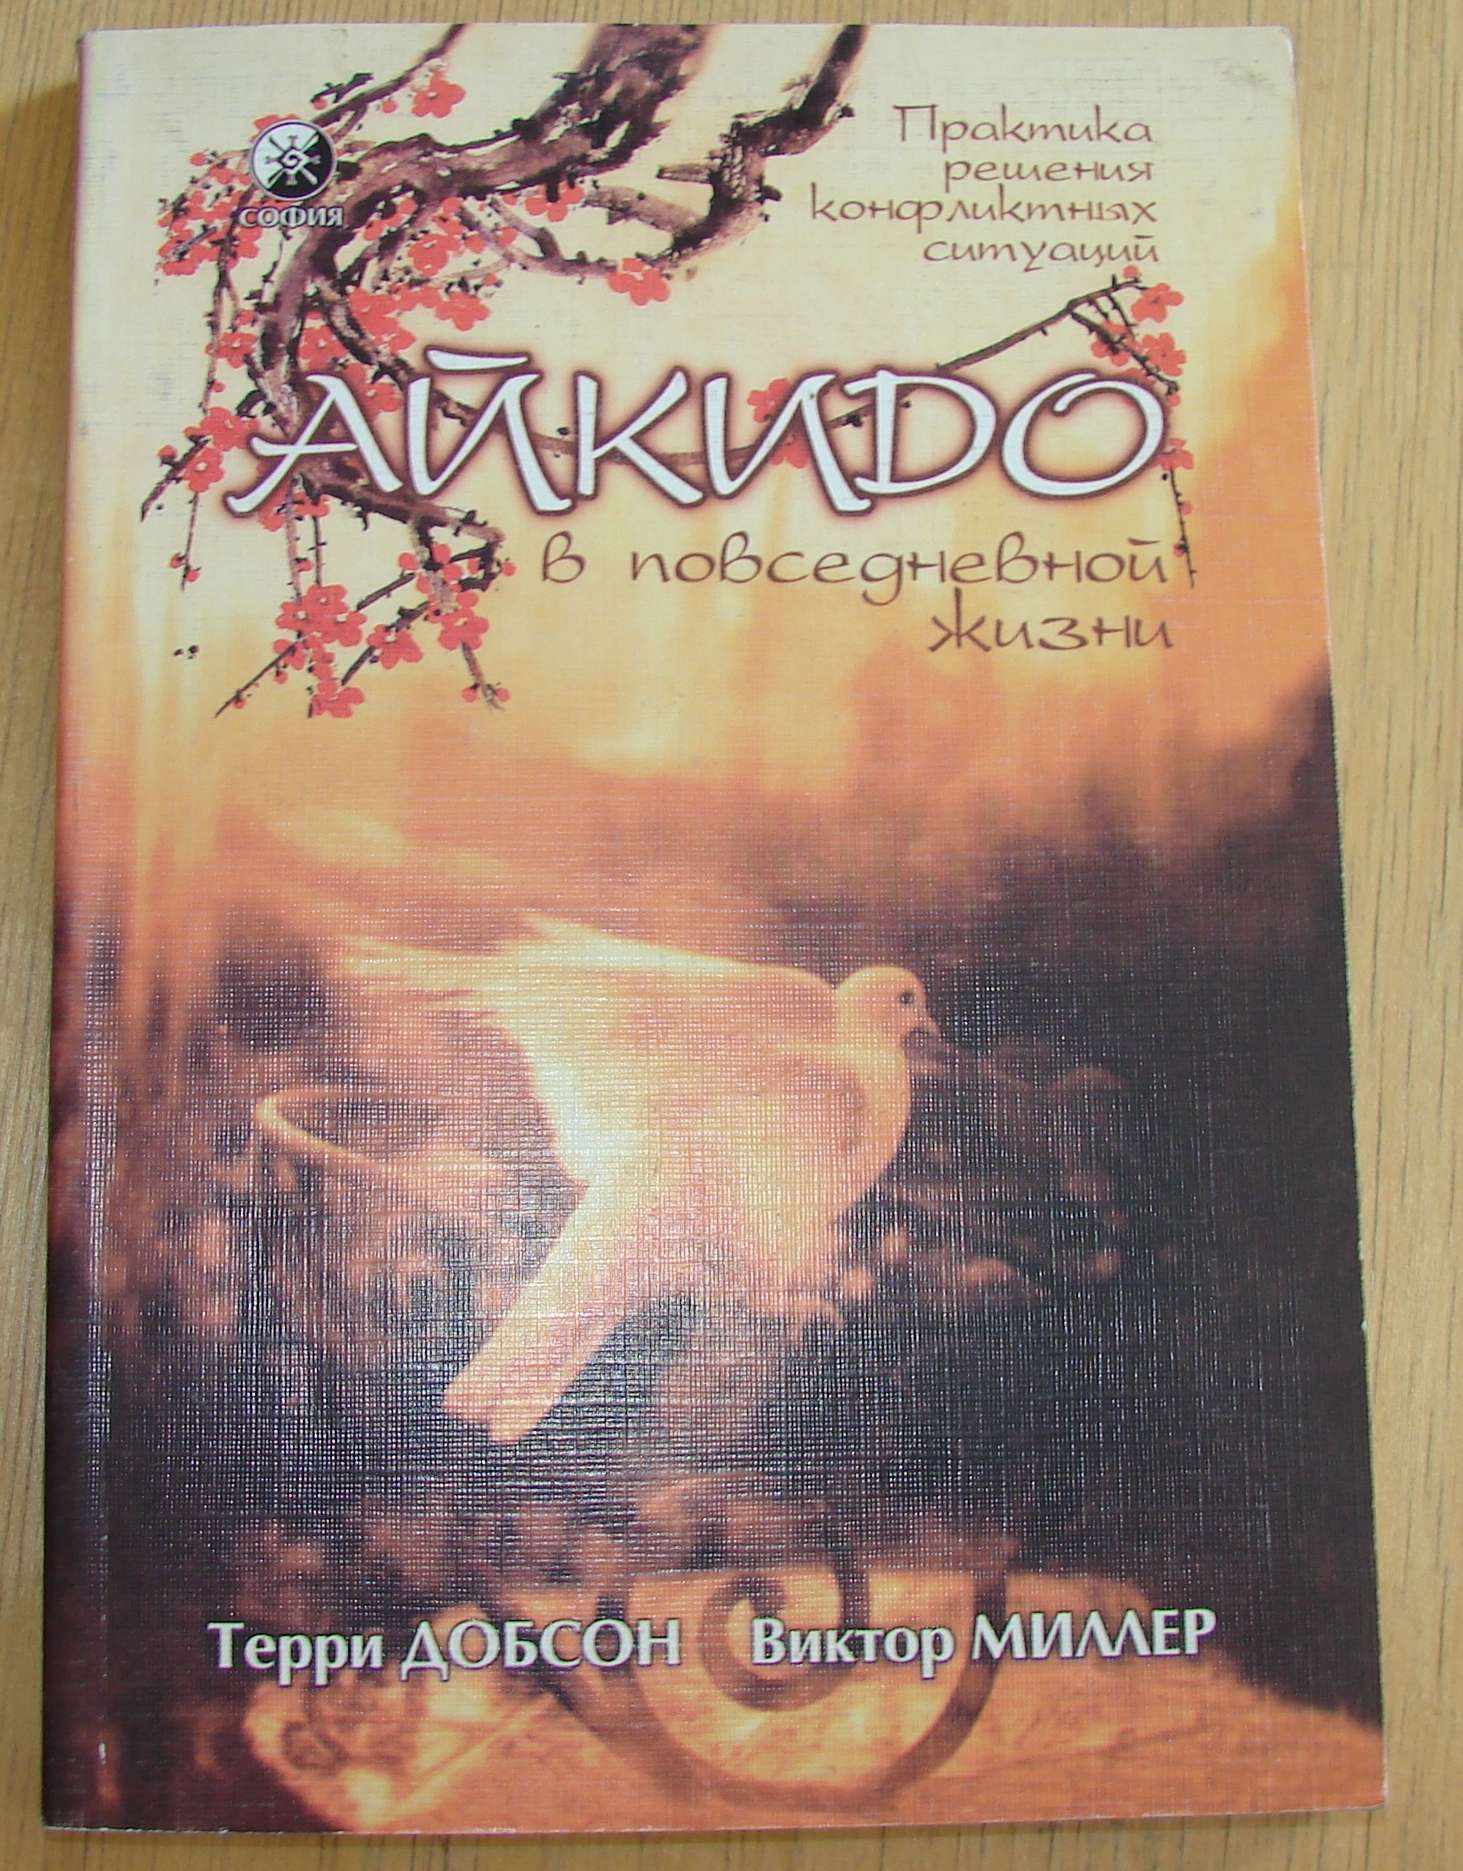 СОФИЯ
Практика
решения
конфликтных
ситуаций
АЙКИДО
в повседневной
жизни
Терри ДОБСОН Виктор МИЛЛЕР